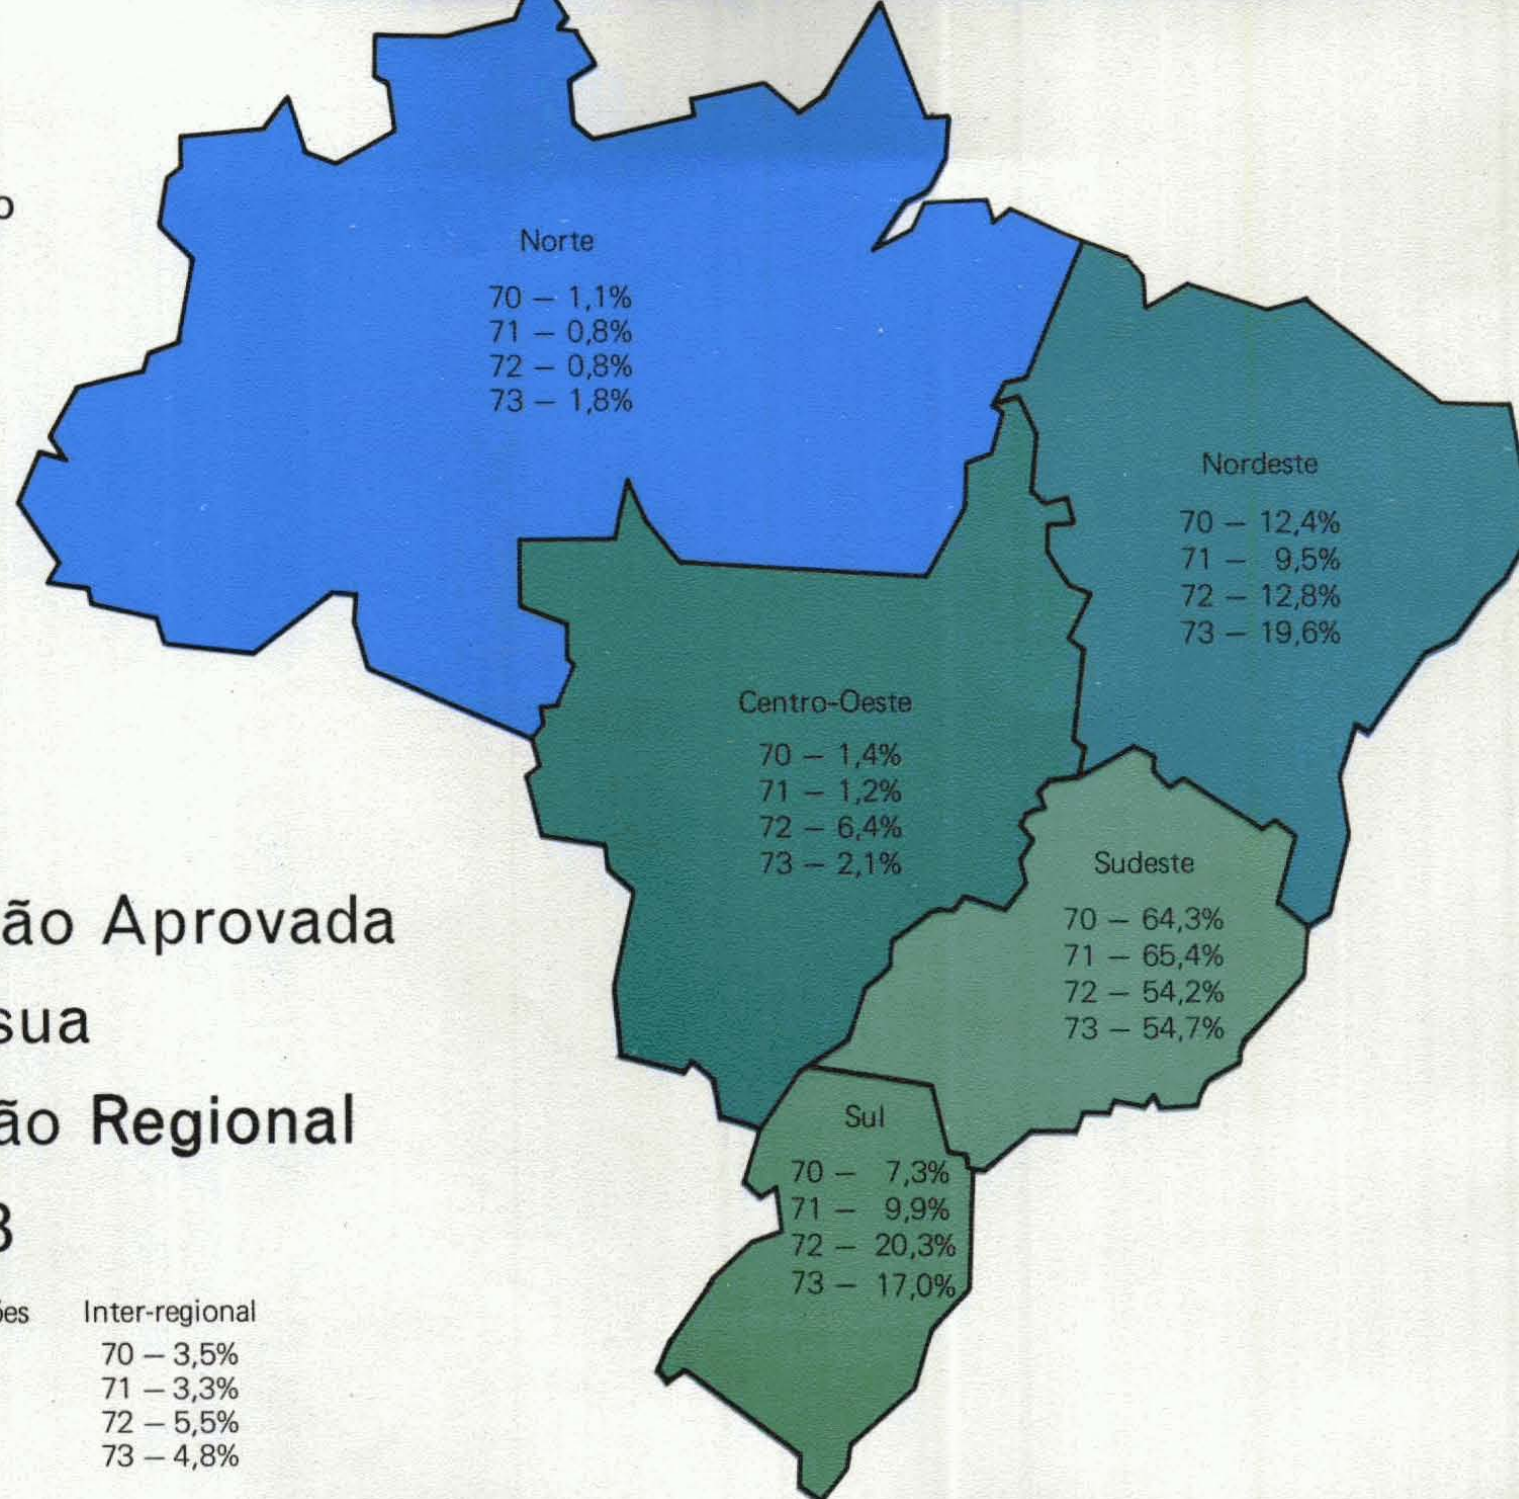 o
Norte
70 – 1,1%
71 – 0,8%
72 – 0,8%
73 – 1,8%
Nordeste
70 – 12,4%
71 – 9,5%
72 – 12,8%
73 – 19,6%
Centro-Oeste
70 – 1,4%
71 – 1,2%
72 – 6,4%
73 – 2,1%
Sudeste
70 – 64,3%
71 – 65,4%
72 – 54,2%
73 – 54,7%
ão Aprovada
sua
ão Regional
3
Sul
70 – 7,3%
71 – 9,9%
72 – 20,3%
73 – 17,0%
ões Inter-regional
70 – 3,5%
71 – 3,3%
72 – 5,5%
73 – 4,8%